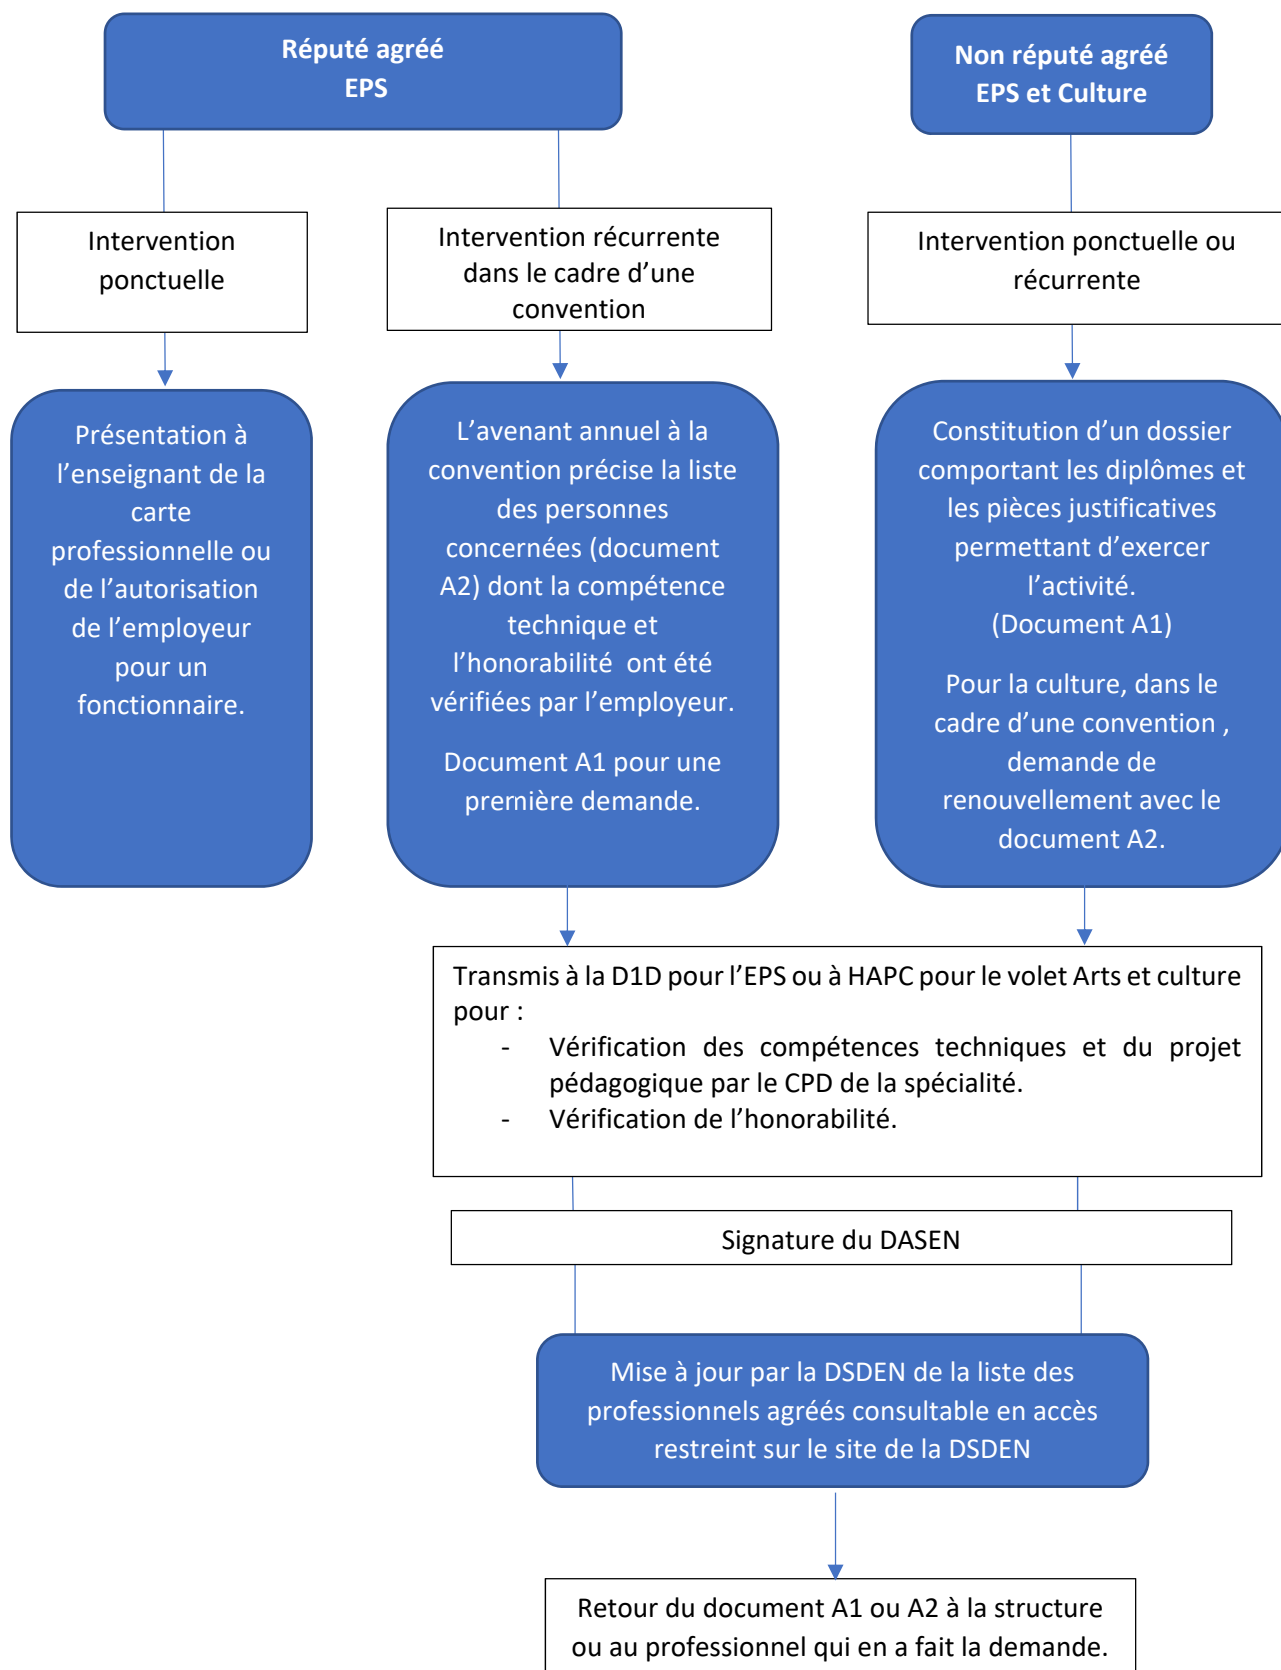 Réputé agréé
EPS
Non réputé agréé
EPS et Culture
Intervention
ponctuelle
Intervention récurrente
dans le cadre d’une
convention
Intervention ponctuelle ou
récurrente
Présentation à
l’enseignant de la
carte
professionnelle ou
de l’autorisation
de l’employeur
pour un
fonctionnaire.
L’avenant annuel à la
convention précise la liste
des personnes
concernées (document
A2) dont la compétence
technique et
l’honorabilité  ont été
vérifiées par l’employeur.
Document A1 pour une
première demande.
Constitution d’un dossier
comportant les diplômes et
les pièces justificatives
permettant d’exercer
l’activité.
(Document A1)
Pour la culture, dans le
cadre d’une convention ,
demande de
renouvellement avec le
document A2.
Transmis à la D1D pour l’EPS ou à HAPC pour le volet Arts et culture
pour :
- Vérification des compétences techniques et du projet
pédagogique par le CPD de la spécialité.
- Vérification de l’honorabilité.
Signature du DASEN
Mise à jour par la DSDEN de la liste des
professionnels agréés consultable en accès
restreint sur le site de la DSDEN
Retour du document A1 ou A2 à la structure
ou au professionnel qui en a fait la demande.